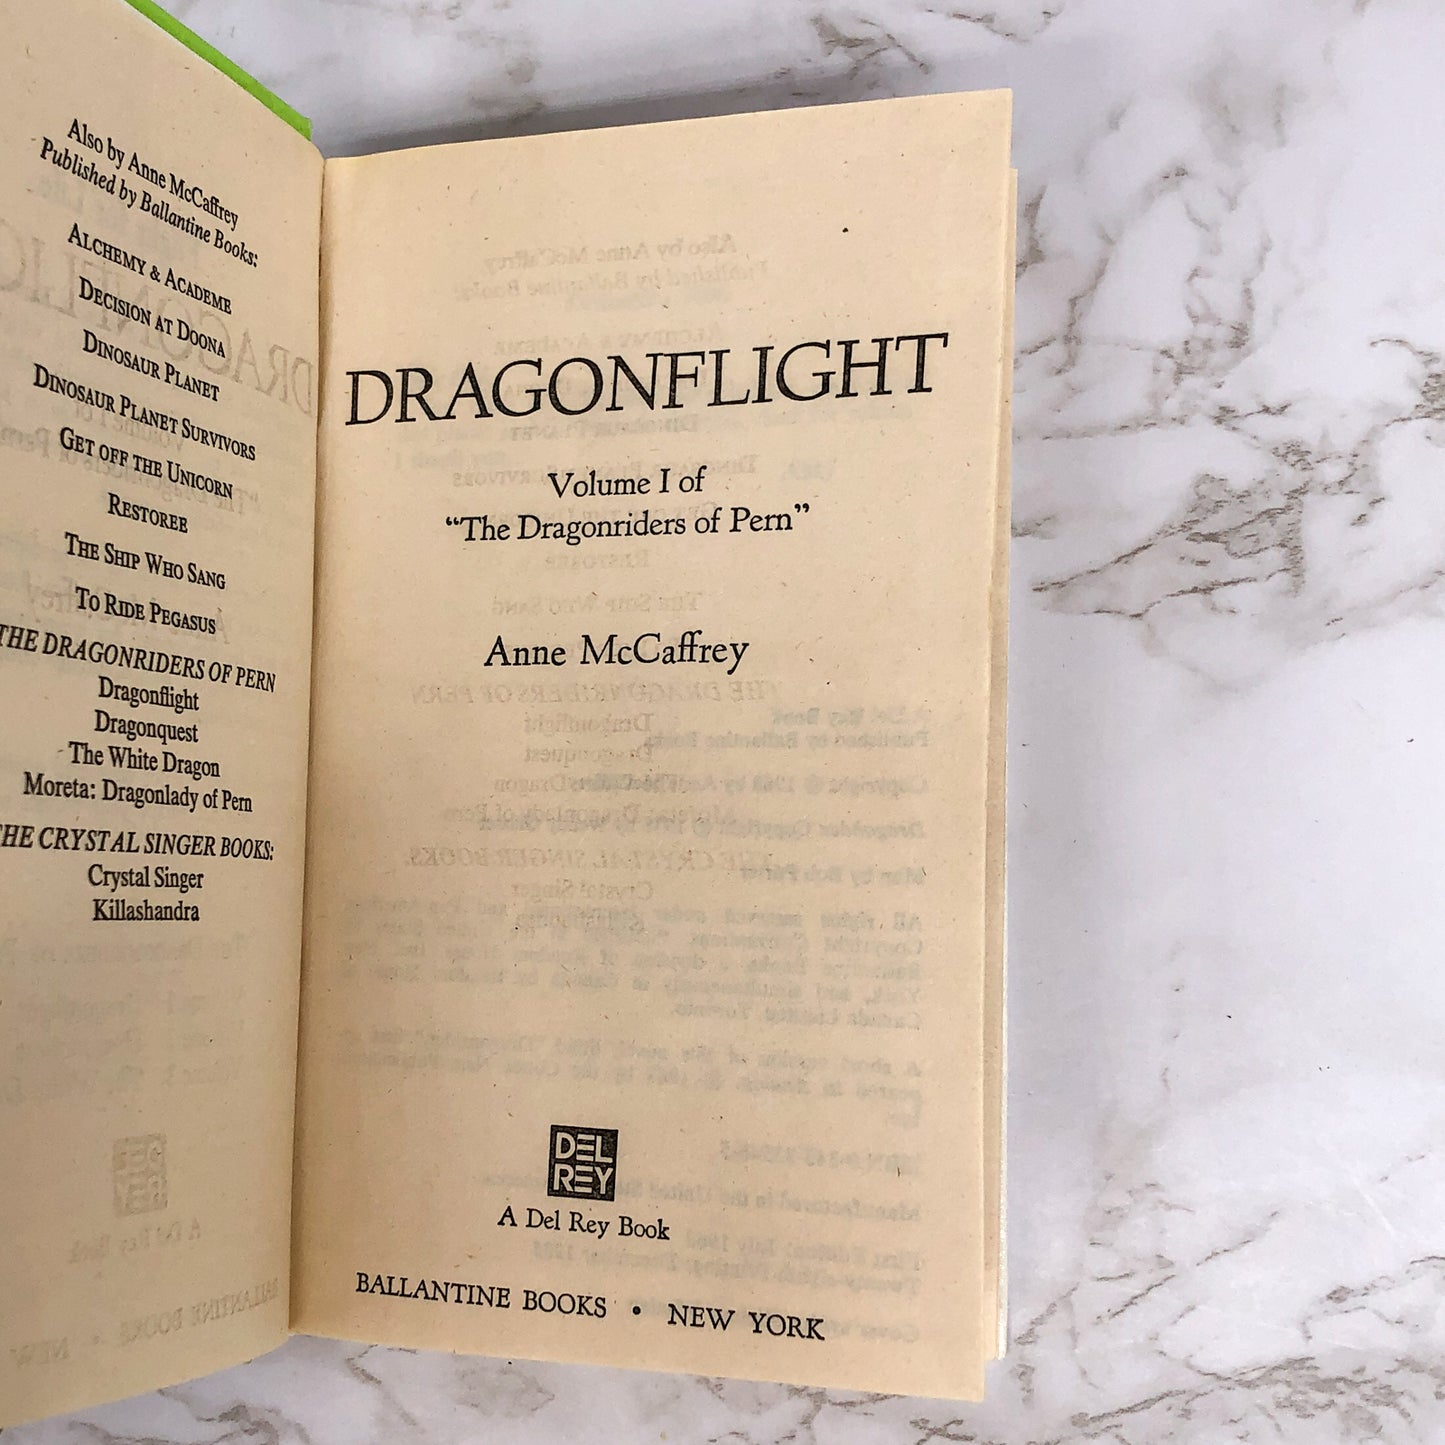 Also by Anne McCaffrey
Published by Ballantine Books:
ALCHEMY & ACADEME
DECISION AT DOONA
DINOSAUR PLANET
DINOSAUR PLANET SURVIVORS
GET OFF THE UNICORN
RESTOREE
THE SHIP WHO SANG
TO RIDE PEGASUS
THE DRAGONRIDERS OF PERN
Dragonflight
Dragonquest
The White Dragon
Moreta: Dragonlady of Pern
THE CRYSTAL SINGER BOOKS:
Crystal Singer
Killashandra
DRAGONFLIGHT
Volume I of
“The Dragonriders of Pern”
Anne McCaffrey
DEL
REY
A Del Rey Book
BALLANTINE BOOKS • NEW YORK